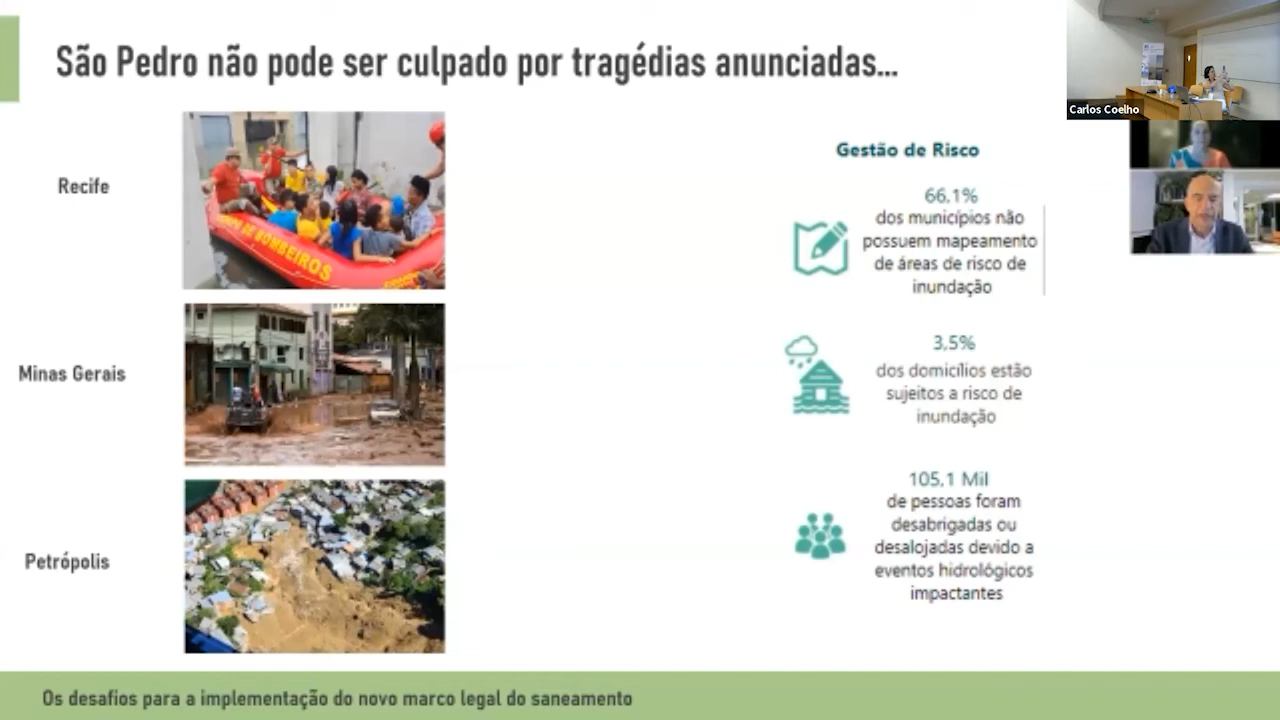 São Pedro não pode ser culpado por tragédias anunciadas...
Carlos Coelho
Recife
PO DE BOMBEIROS
Minas Gerais
Petrópolis
Gestão de Risco
66,1%
dos municípios não
possuem mapeamento
de áreas de risco de
inundação
3,5%
dos domicílios estão
sujeitos a risco de
inundação
105,1 Mil
de pessoas foram
desabrigadas ou
desalojadas devido a
eventos hidrológicos
impactantes
Os desafios para a implementação do novo marco legal do saneamento